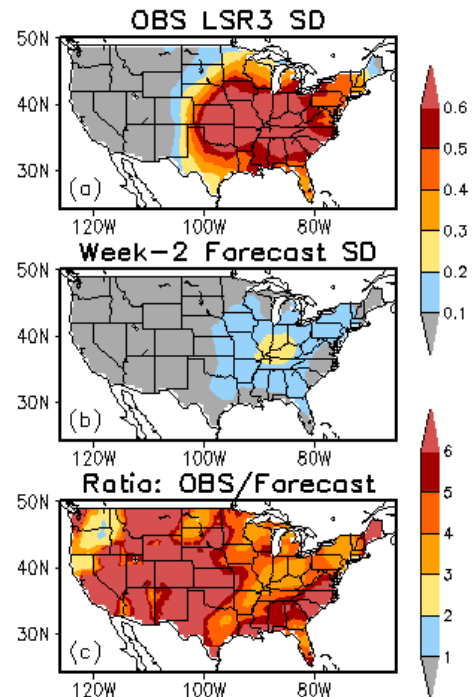 OBS LSR3 SD
50N
40N
30N
(a)
120W 100W 80W
0.6
0.5
0.4
0.3
0.2
0.1
Week-2 Forecast SD
50N
40N
30N
(b)
120W 100W 80W
Ratio: OBS/Forecast
50N
40N
30N
(c)
120W 100W 80W
6
5
4
3
2
1